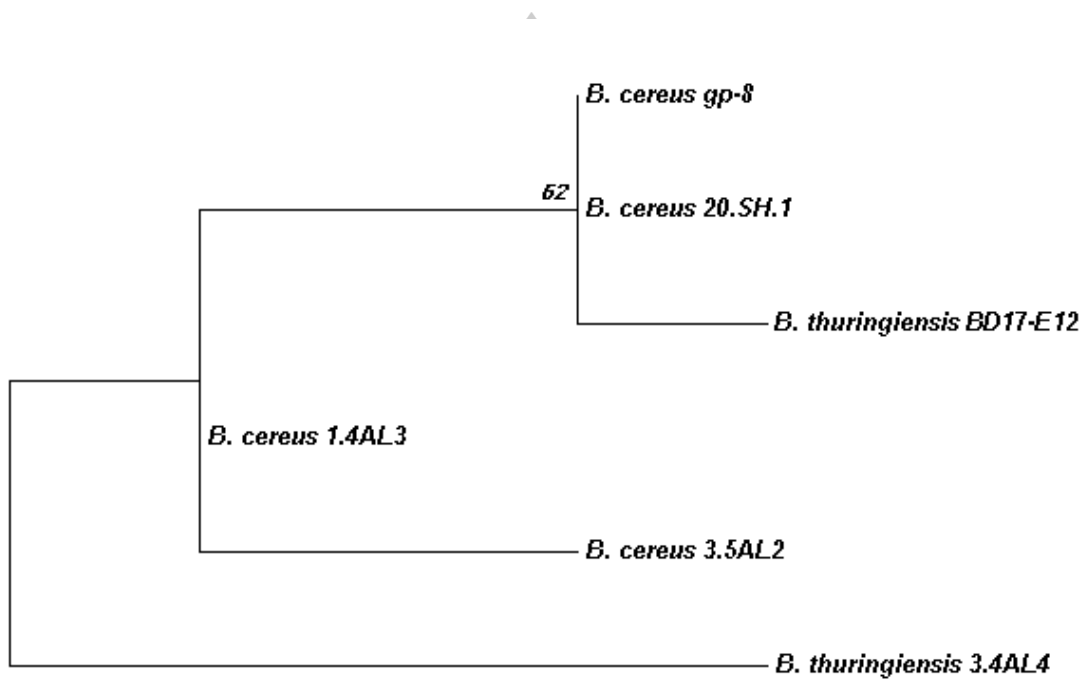 B. cereus gp-8
62
B. cereus 20.SH.1
B. thuringiensis BD17-E12
B. cereus 1.4AL3
B. cereus 3.5AL2
B. thuringiensis 3.4AL4